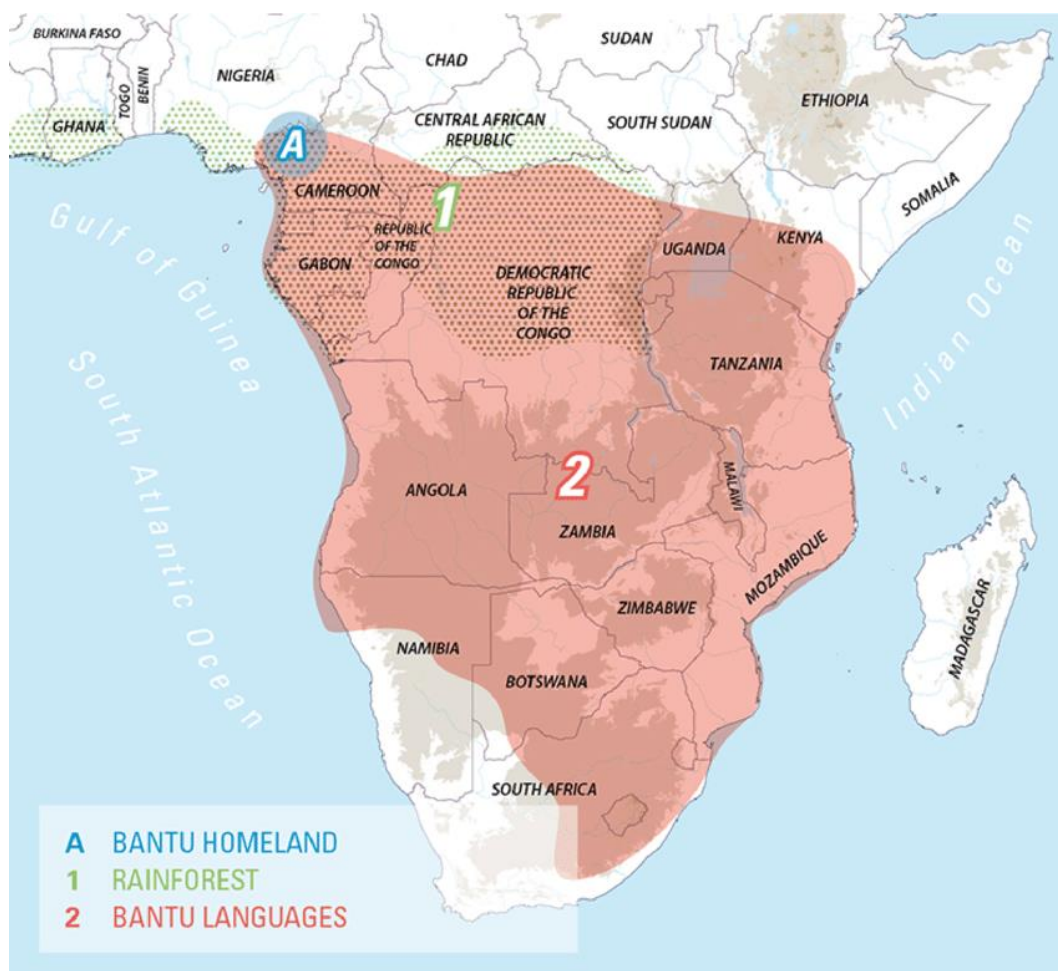 BURKINA FASO
SUDAN
CHAD
NIGERIA
BENIN
TOGO
ETHIOPIA
GHANA
CENTRAL AFRICAN
REPUBLIC
SOUTH SUDAN
A
CAMEROON
SOMALIA
1
REPUBLIC
OF THE
CONGO
UGANDA
KENYA
Gulf of Guinea
GABON
DEMOCRATIC
REPUBLIC
OF THE
CONGO
Indian Ocean
TANZANIA
South Atlantic Ocean
2
ANGOLA
MALAWI
ZAMBIA
MOZAMBIQUE
ZIMBABWE
MADAGASCAR
NAMIBIA
BOTSWANA
SOUTH AFRICA
A BANTU HOMELAND
1 RAINFOREST
2 BANTU LANGUAGES